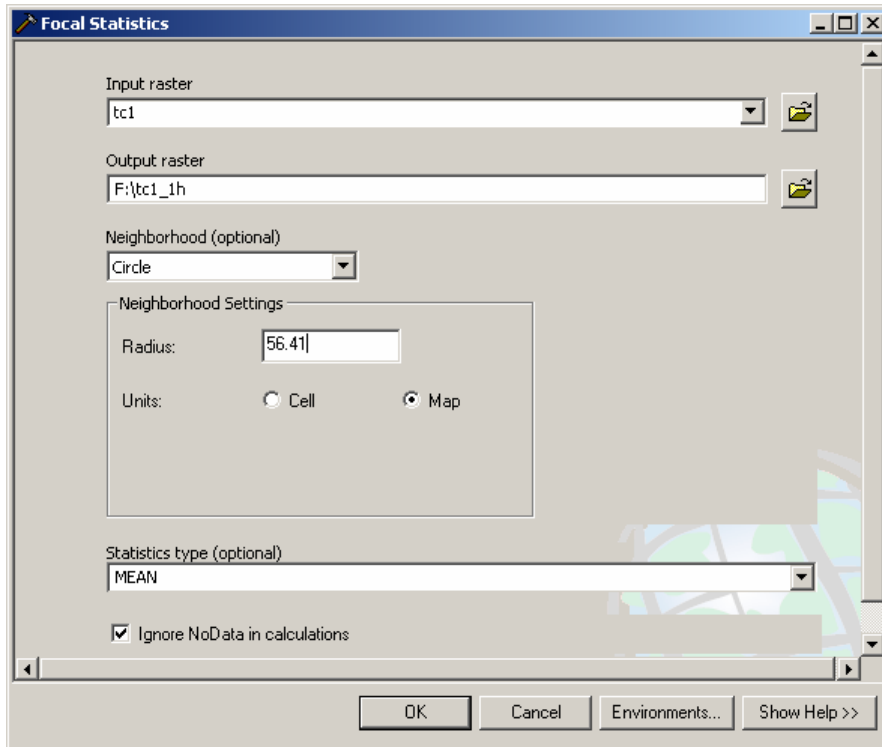 Focal Statistics
Input raster
tc1
Output raster
F:\tc1_1h
Neighborhood (optional)
Circle
Neighborhood Settings
Radius: 56.41
Units: Cell Map
Statistics type (optional)
MEAN
Ignore NoData in calculations
OK Cancel Environments... Show Help >>